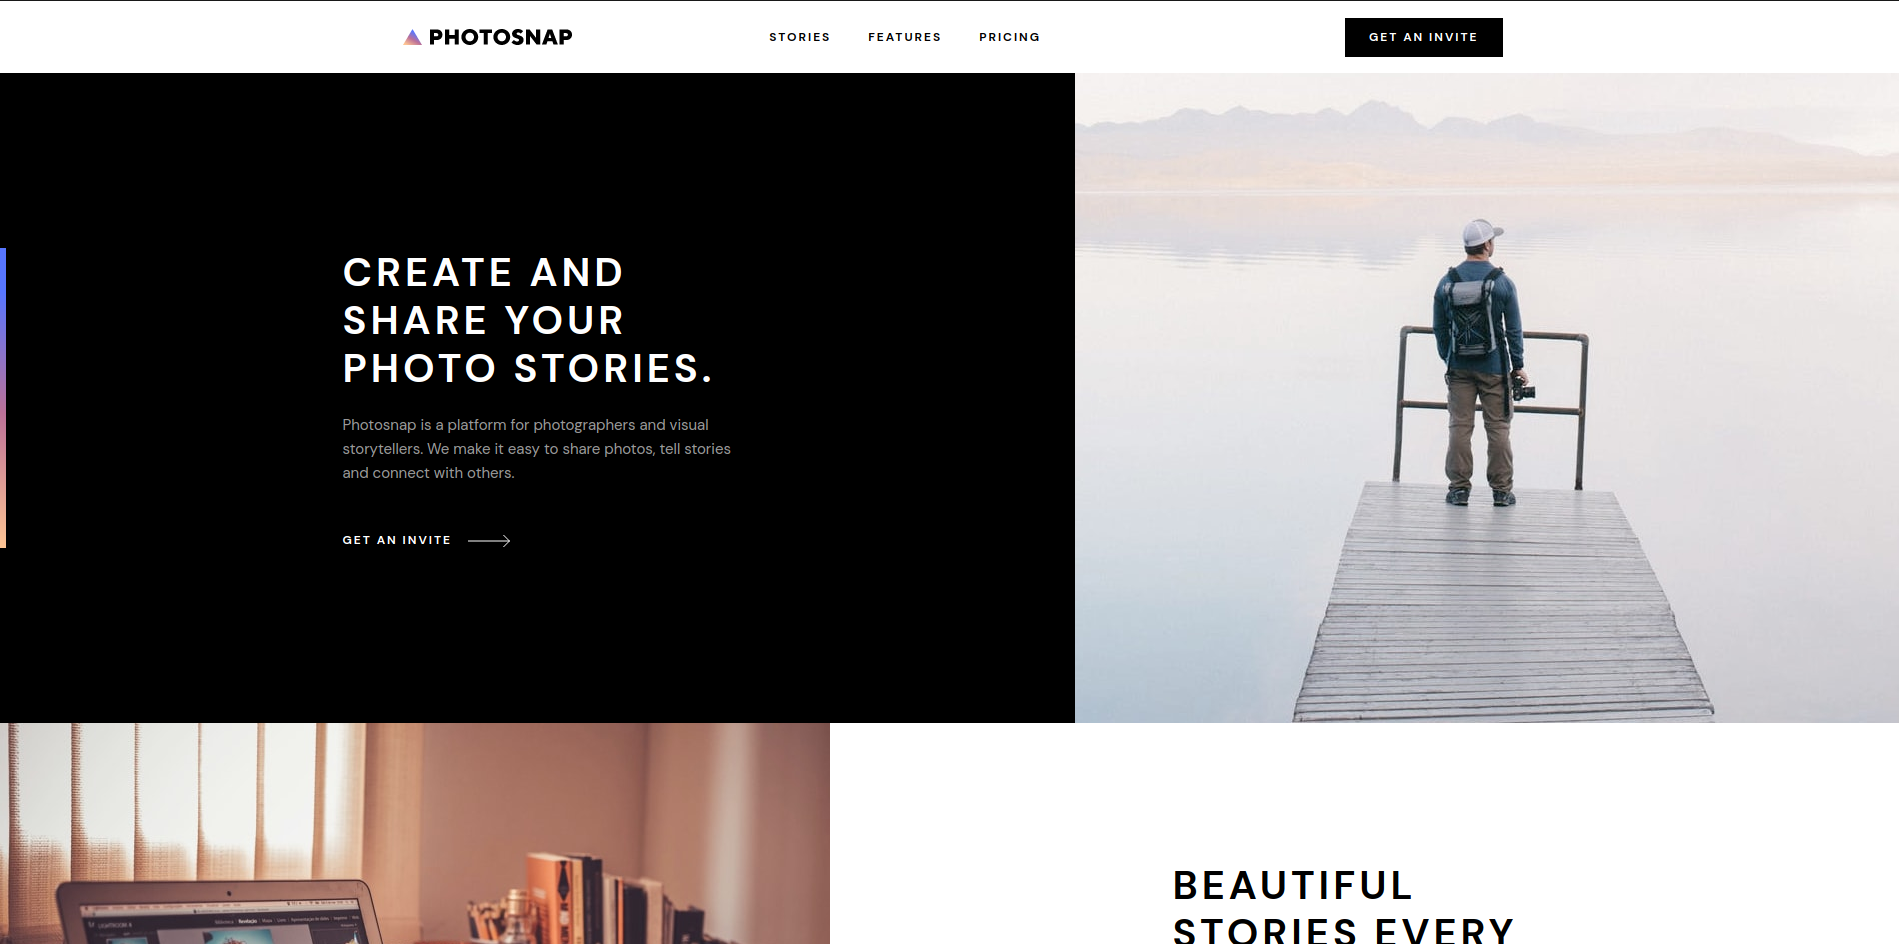 PHOTOSNAP
STORIES FEATURES PRICING
GET AN INVITE
CREATE AND
SHARE YOUR
PHOTO STORIES.
Photosnap is a platform for photographers and visual
storytellers. We make it easy to share photos, tell stories
and connect with others.
GET AN INVITE
BEAUTIFUL
STORIES EVERY